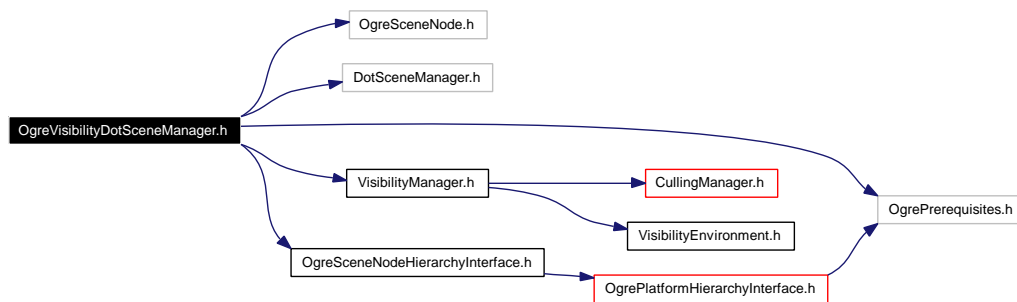 OgreSceneNode.h
DotSceneManager.h
OgreVisibilityDotSceneManager.h
VisibilityManager.h
CullingManager.h
OgrePrerequisites.h
VisibilityEnvironment.h
OgreSceneNodeHierarchyInterface.h
OgrePlatformHierarchyInterface.h